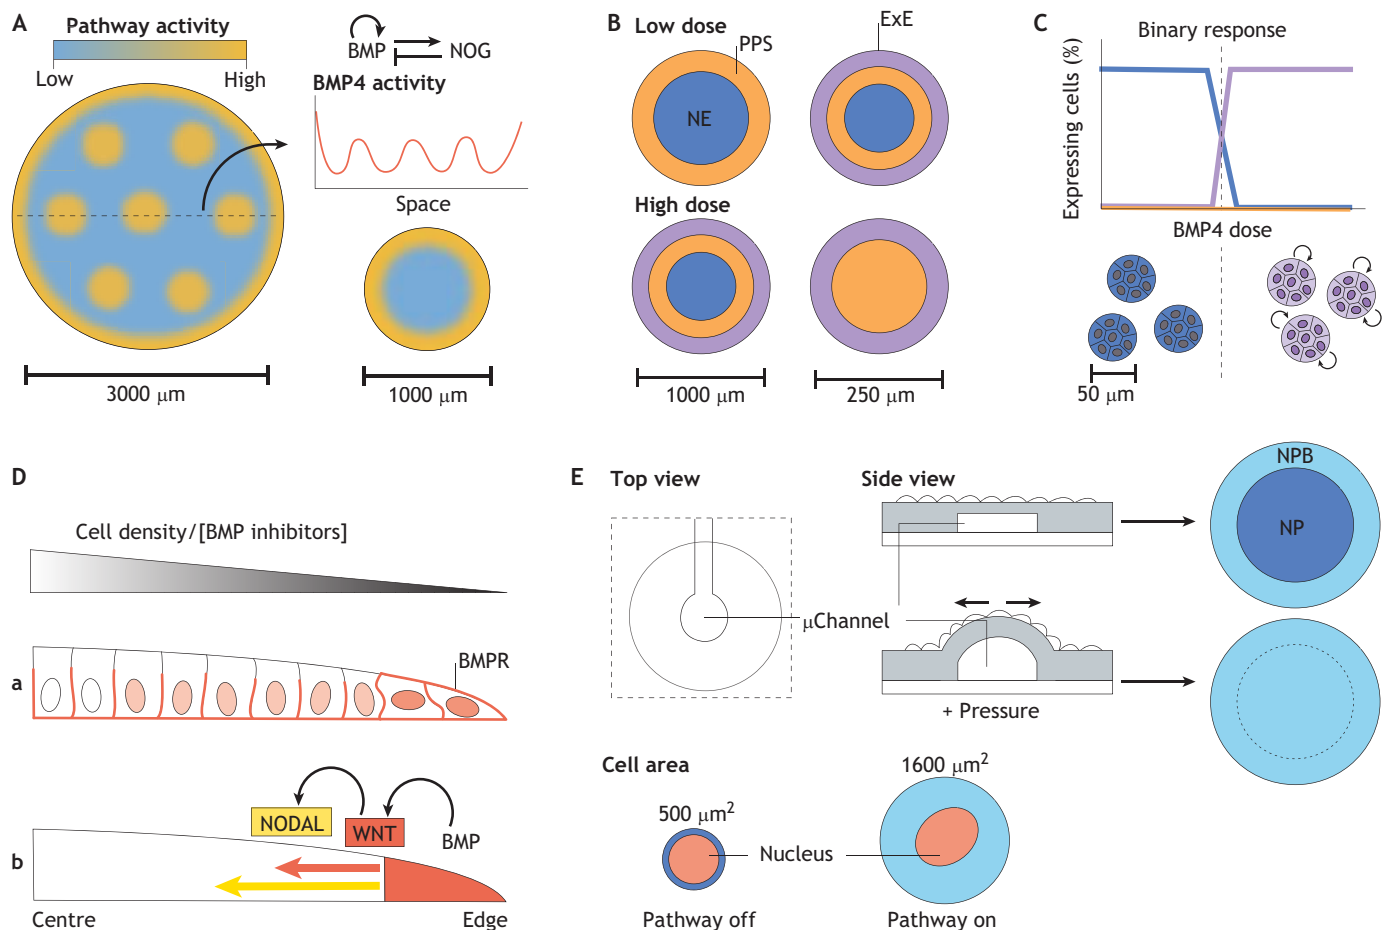 A
Pathway activity
Low
High
BMP
NOG
BMP4 activity
Space
3000 μm
1000 μm
B
Low dose
PPS
ExE
NE
High dose
1000 μm
250 μm
C
Binary response
Expressing cells (%)
BMP4 dose
50 μm
D
Cell density/[BMP inhibitors]
a
BMPR
NODAL
WNT
BMP
b
Centre
Edge
E
Top view
Side view
μChannel
+ Pressure
NPB
NP
Cell area
500 μm²
1600 μm²
Nucleus
Pathway off
Pathway on